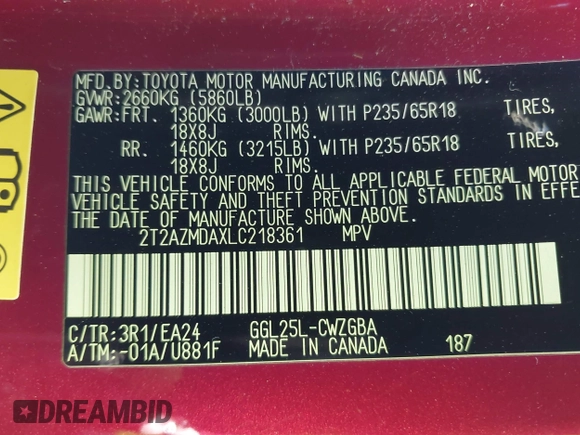 MFD.BY:TOYOTA MOTOR MANUFACTURING CANADA INC.
GVWR:2660KG (5860LB)
GAWR:FRT. 1360KG (3000LB) WITH P235/65R18 TIRES,
18X8J RIMS.
RR. 1460KG (3215LB) WITH P235/65R18 TIRES,
18X8J RIMS.
THIS VEHICLE CONFORMS TO ALL APPLICABLE FEDERAL MOTOR
VEHICLE SAFETY AND THEFT PREVENTION STANDARDS IN EFFE
THE DATE OF MANUFACTURE SHOWN ABOVE.
2T2AZMDAXLC218361 MPV
C/TR:3R1/EA24 GGL25L-CWZGBA
A/TM:-01A/U881F MADE IN CANADA 187
DREAMBID